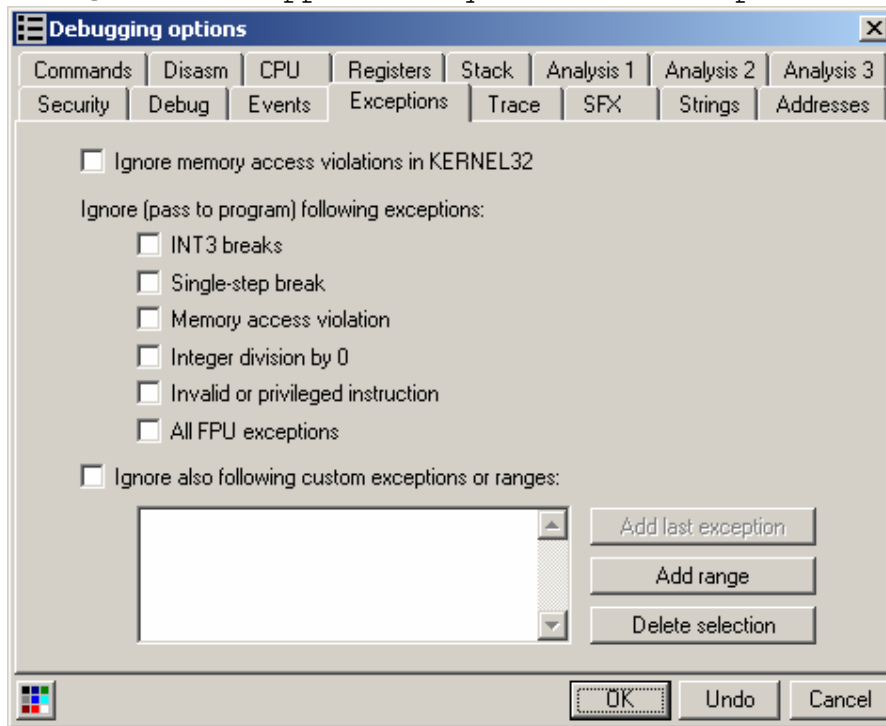 Debugging options
Commands Disasm CPU Registers Stack Analysis 1 Analysis 2 Analysis 3
Security Debug Events Exceptions Trace SFX Strings Addresses
Ignore memory access violations in KERNEL32
Ignore (pass to program) following exceptions:
INT3 breaks
Single-step break
Memory access violation
Integer division by 0
Invalid or privileged instruction
All FPU exceptions
Ignore also following custom exceptions or ranges:
Add last exception
Add range
Delete selection
OK Undo Cancel